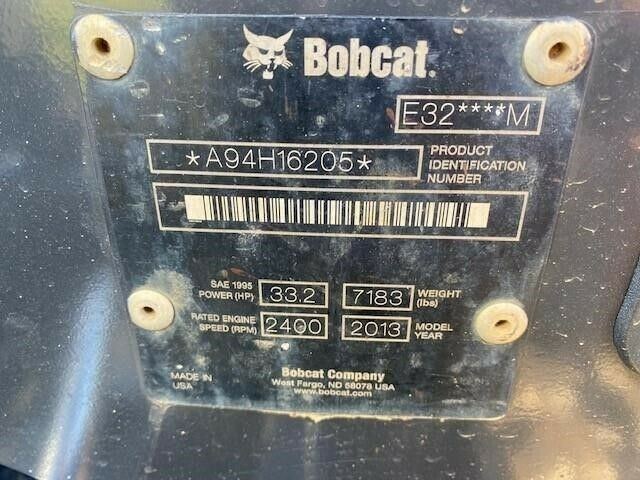 Bobcat.
E32****M
*A94H16205*
PRODUCT
IDENTIFICATION
NUMBER
SAE 1995
POWER (HP)
33.2
7183
WEIGHT
(lbs)
RATED ENGINE
SPEED (RPM)
2400
2013
MODEL
YEAR
MADE IN
USA
Bobcat Company
West Fargo, ND 58078 USA
www.bobcat.com